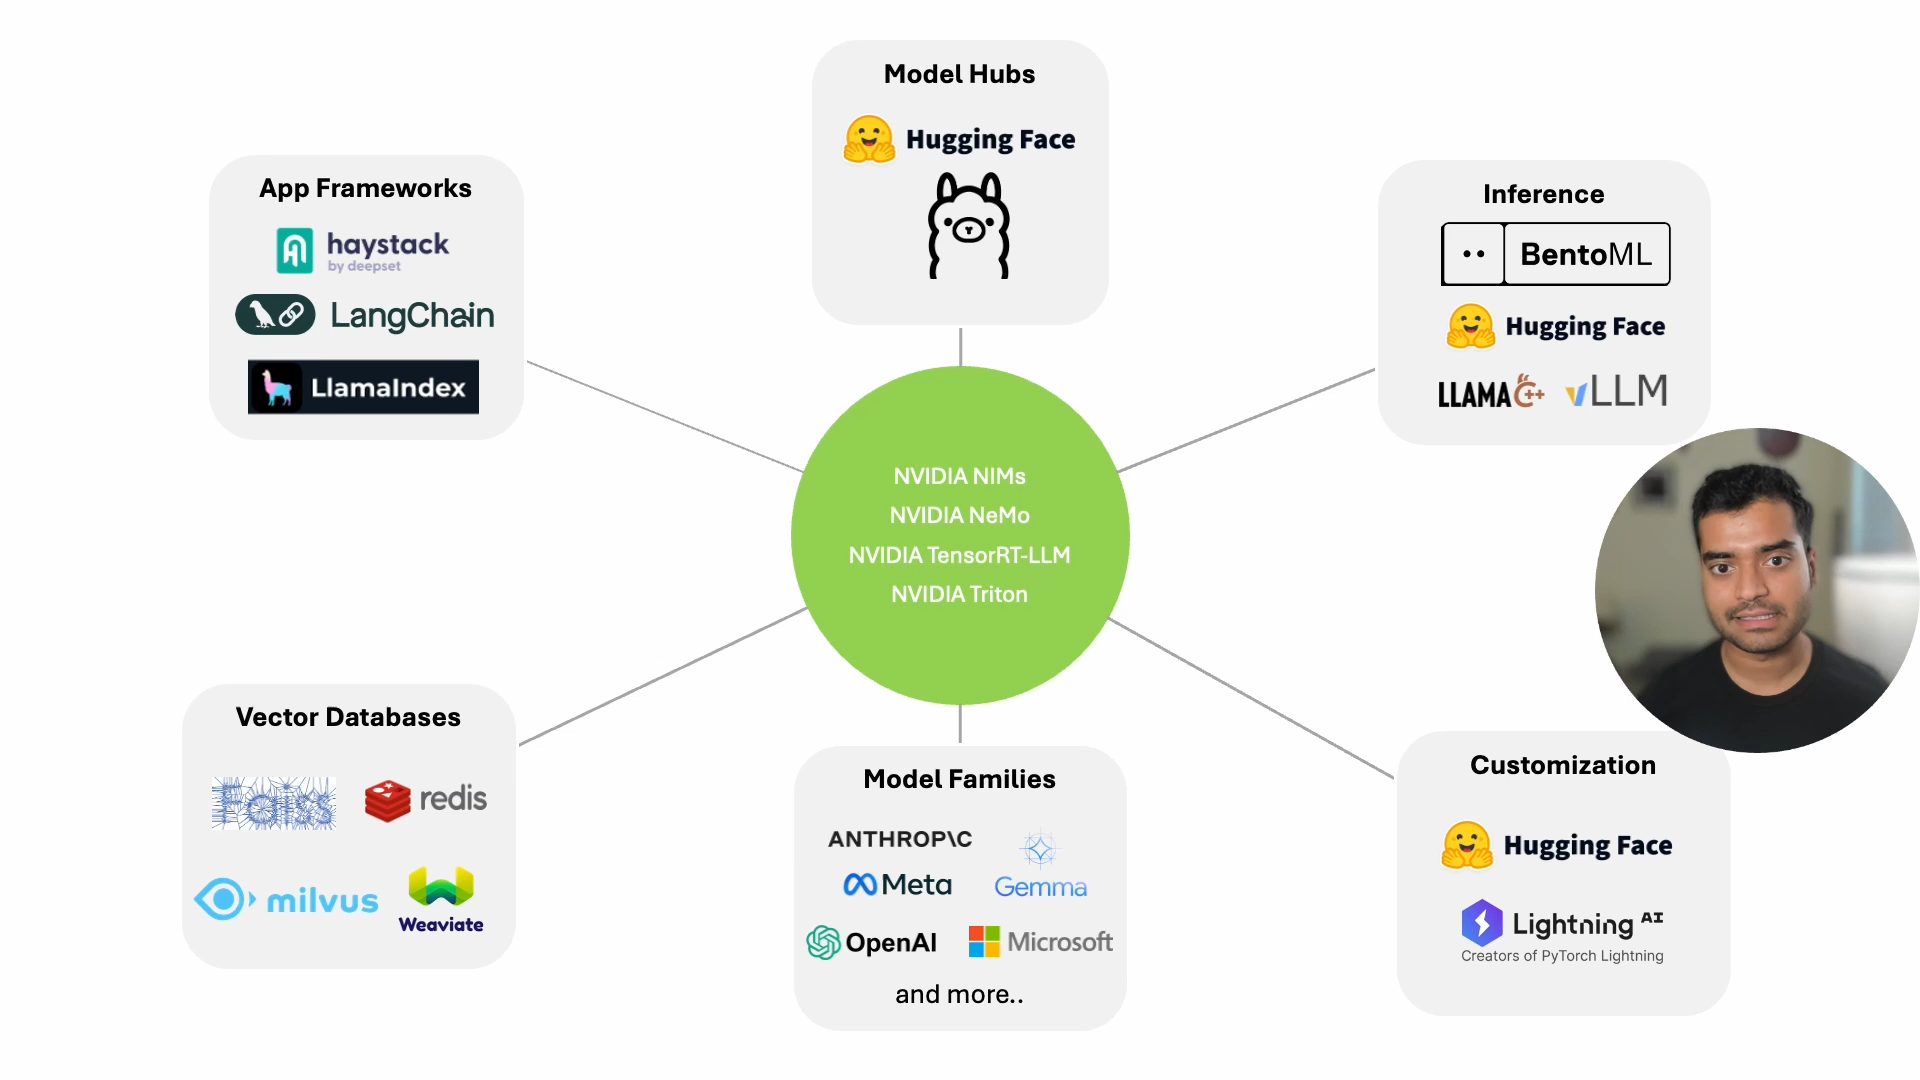 Model Hubs
Hugging Face
App Frameworks
haystack
by deepset
LangChain
LlamaIndex
Inference
BentoML
Hugging Face
LLAMA C++
vLLM
NVIDIA NIMs
NVIDIA NeMo
NVIDIA TensorRT-LLM
NVIDIA Triton
Vector Databases
Faiss
redis
milvus
Weaviate
Model Families
ANTHROP\C
Meta
Gemma
OpenAI
Microsoft
and more..
Customization
Hugging Face
Lightning AI
Creators of PyTorch Lightning